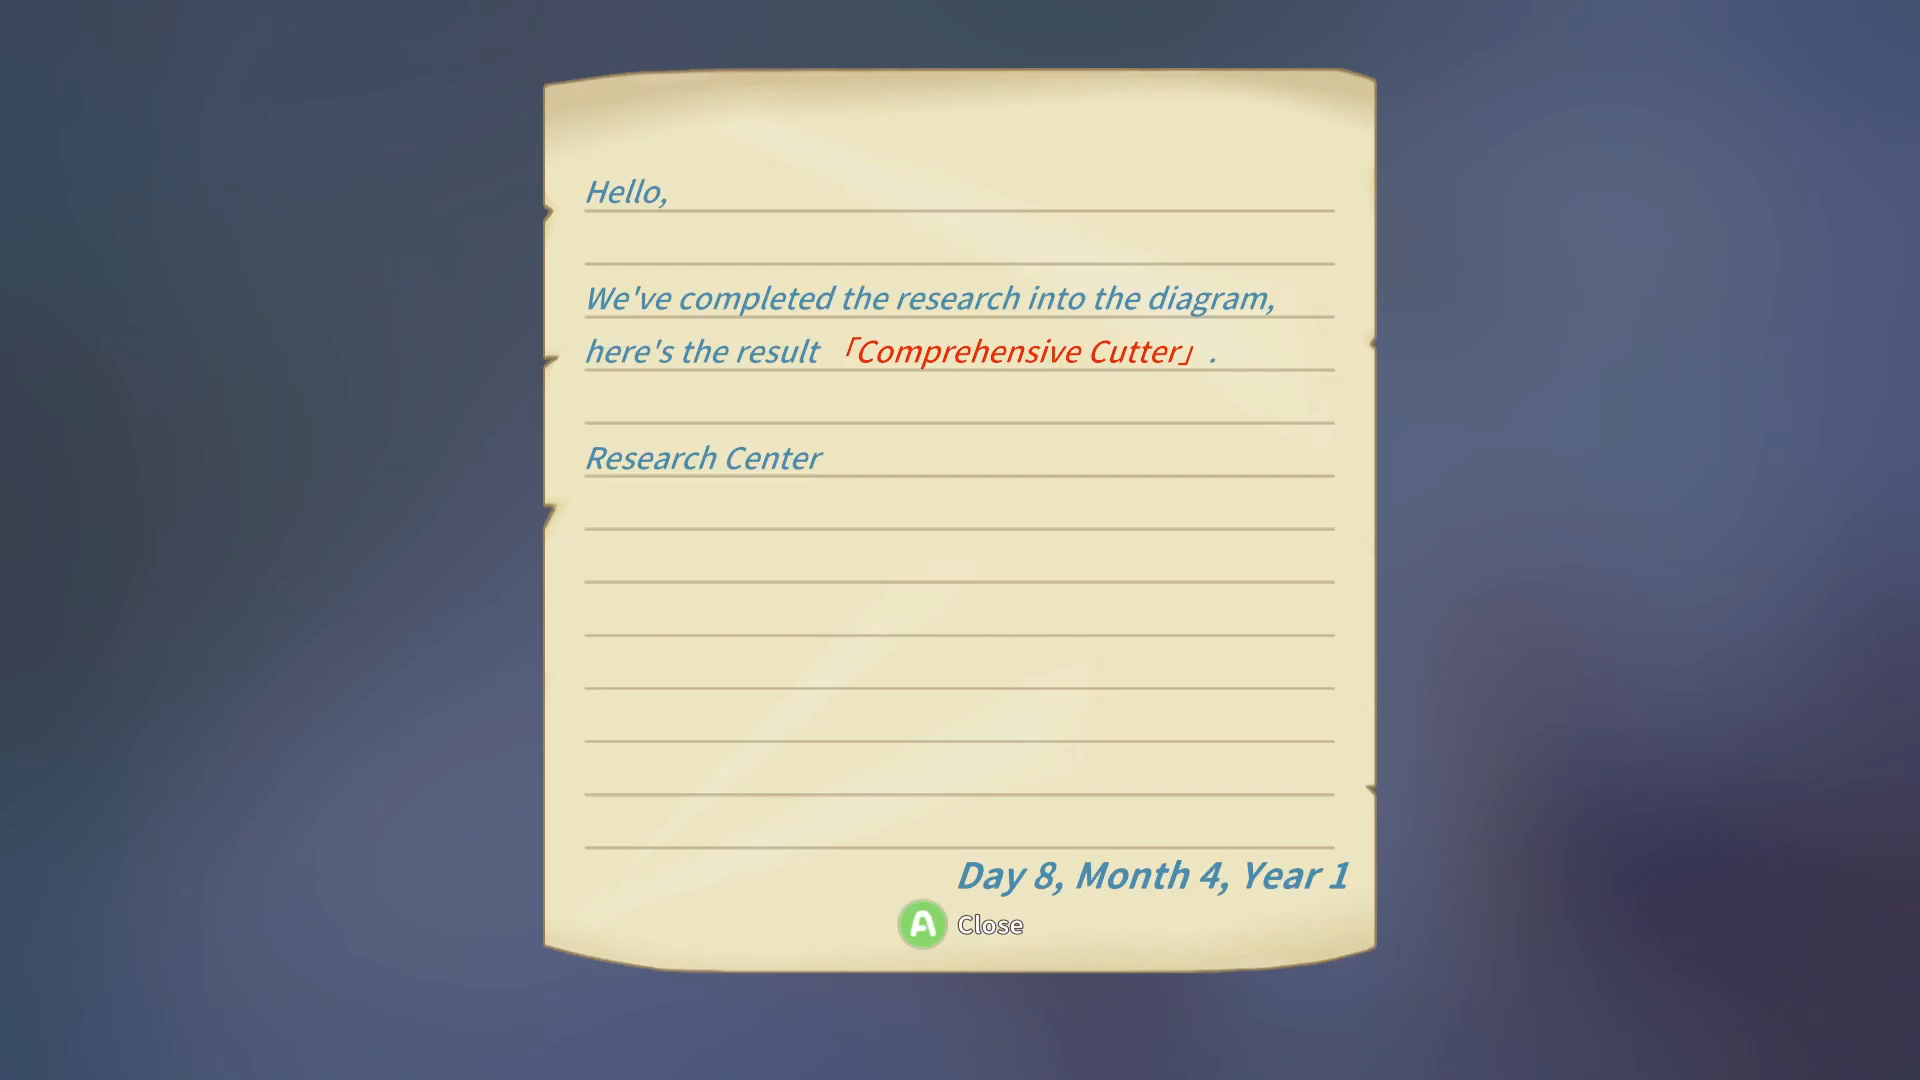 Hello,
We've completed the research into the diagram,
here's the result 「Comprehensive Cutter」.
Research Center
Day 8, Month 4, Year 1
A Close